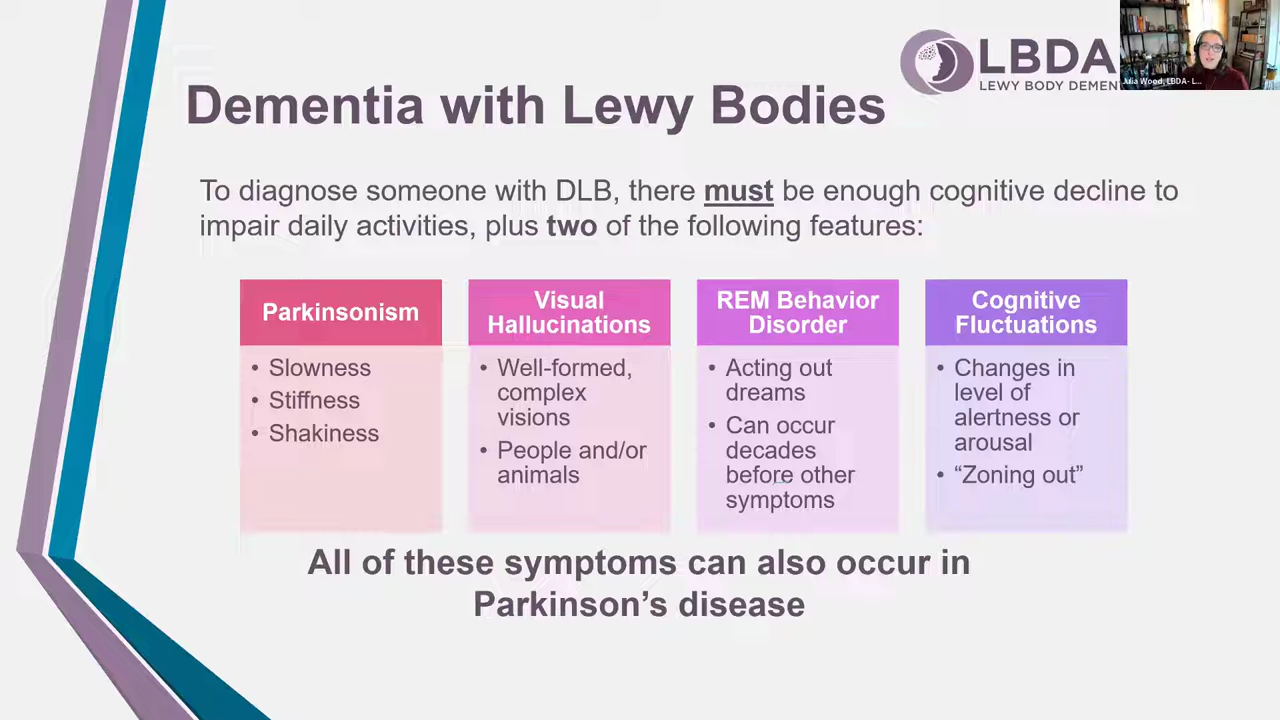 LBDA
LEWY BODY DEMEN
Julia Wood, LBDA- L...
Dementia with Lewy Bodies
To diagnose someone with DLB, there must be enough cognitive decline to
impair daily activities, plus two of the following features:
Parkinsonism
• Slowness
• Stiffness
• Shakiness
Visual
Hallucinations
• Well-formed,
complex
visions
• People and/or
animals
REM Behavior
Disorder
• Acting out
dreams
• Can occur
decades
before other
symptoms
Cognitive
Fluctuations
• Changes in
level of
alertness or
arousal
• “Zoning out”
All of these symptoms can also occur in
Parkinson’s disease